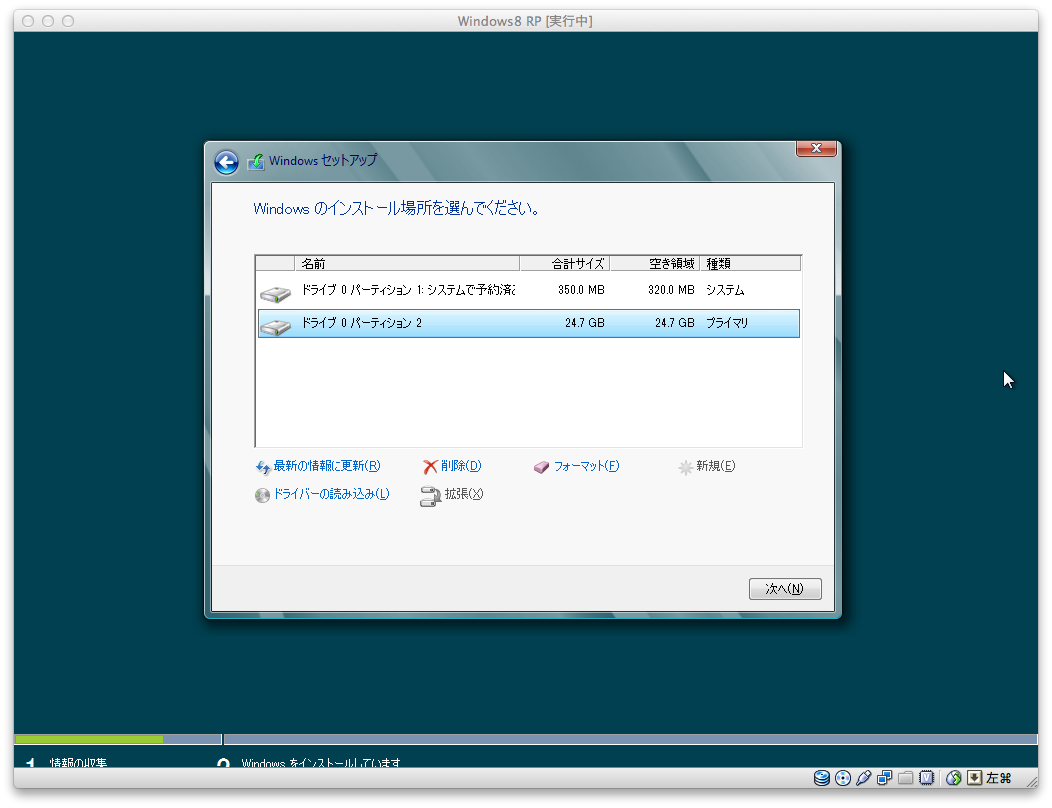 Windows8 RP [実行中]
Windows セットアップ
Windows のインストール場所を選んでください。
名前 合計サイズ 空き領域 種類
ドライブ 0 パーティション 1: システムで予約済 350.0 MB 320.0 MB システム
ドライブ 0 パーティション 2 24.7 GB 24.7 GB プライマリ
最新の情報に更新(R) 削除(D) フォーマット(F) 新規(E)
ドライバーの読み込み(L) 拡張(X)
次へ(N)
1 情報の収集 2 Windows をインストールしています
左⌘